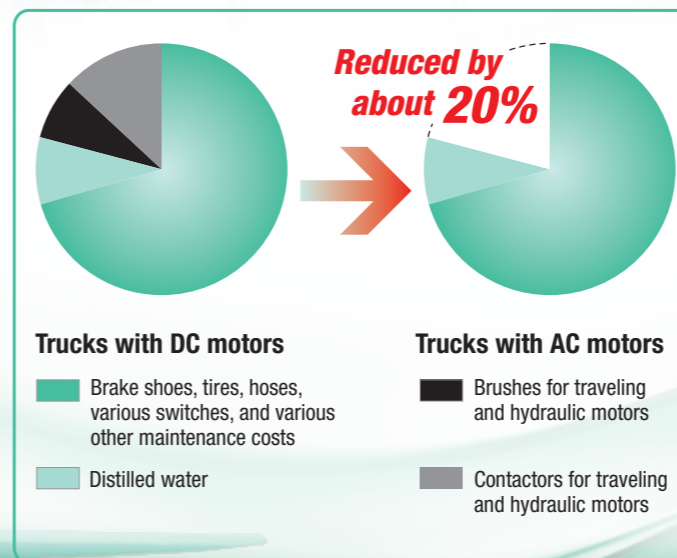 Reduced by
about 20%
Trucks with DC motors
Brake shoes, tires, hoses,
various switches, and various
other maintenance costs
Distilled water
Trucks with AC motors
Brushes for traveling
and hydraulic motors
Contactors for traveling
and hydraulic motors